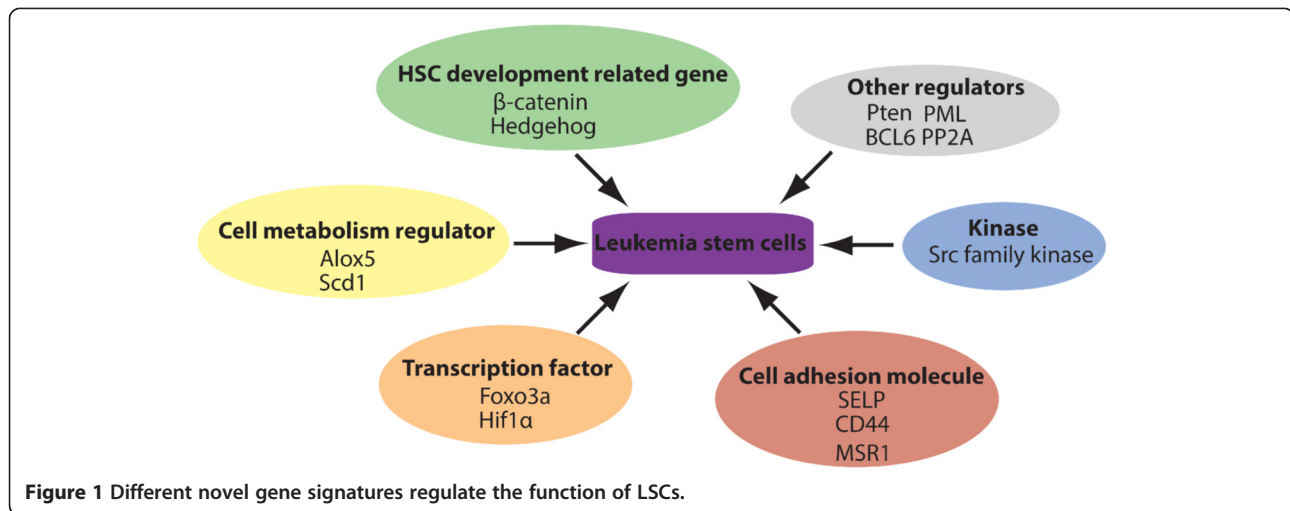 HSC development related gene
β-catenin
Hedgehog
Other regulators
Pten PML
BCL6 PP2A
Cell metabolism regulator
Alox5
Scd1
Leukemia stem cells
Kinase
Src family kinase
Transcription factor
Foxo3a
Hif1α
Cell adhesion molecule
SELP
CD44
MSR1
Figure 1 Different novel gene signatures regulate the function of LSCs.